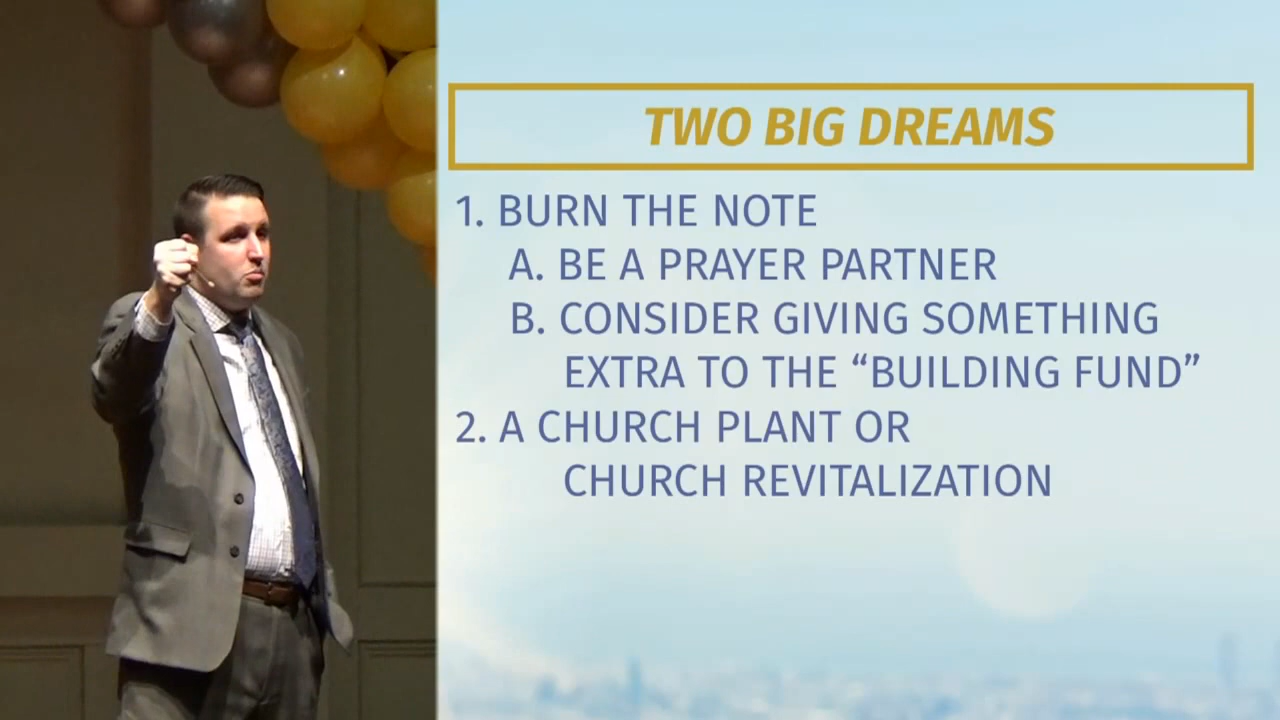 TWO BIG DREAMS
1. BURN THE NOTE
A. BE A PRAYER PARTNER
B. CONSIDER GIVING SOMETHING
EXTRA TO THE “BUILDING FUND”
2. A CHURCH PLANT OR
CHURCH REVITALIZATION